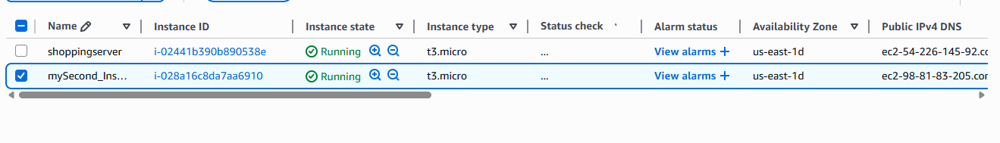 Name Instance ID Instance state Instance type Status check Alarm status Availability Zone Public IPv4 DNS
shoppingserver i-02441b390b890538e Running t3.micro ... View alarms + us-east-1d ec2-54-226-145-92.co
mySecond_Ins... i-028a16c8da7aa6910 Running t3.micro ... View alarms + us-east-1d ec2-98-81-83-205.com